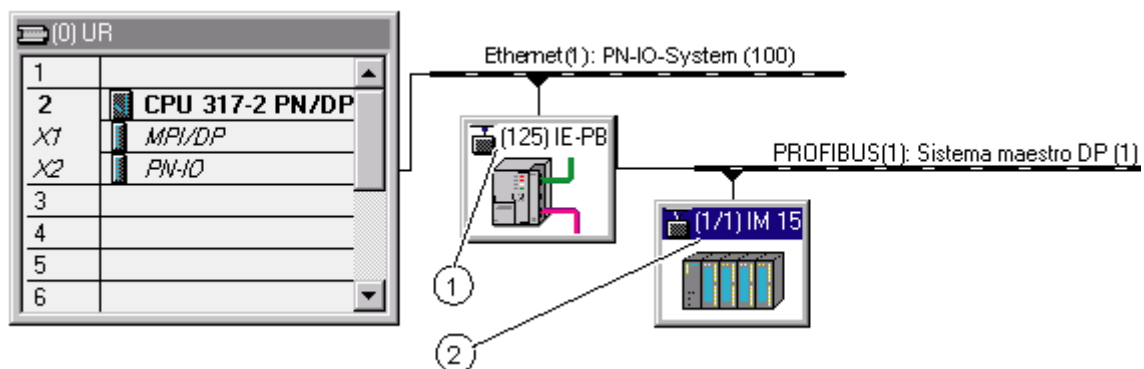 (0) UR
1
2 CPU 317-2 PN/DP
X1 MPI/DP
X2 PN-IO
3
4
5
6
Ethernet(1): PN-IO-System (100)
(125) IE-PB
PROFIBUS(1): Sistema maestro DP (1)
(1/1) IM 15
1
2